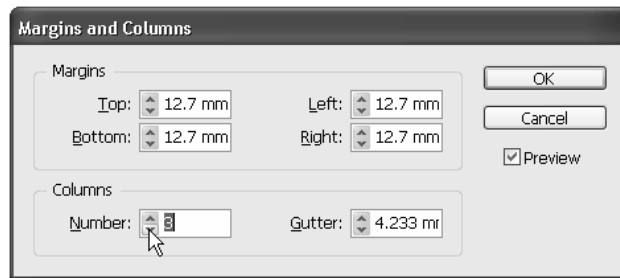 Margins and Columns
Margins
Top: 12.7 mm Left: 12.7 mm OK
Bottom: 12.7 mm Right: 12.7 mm Cancel
Preview
Columns
Number: 3 Gutter: 4.233 mr